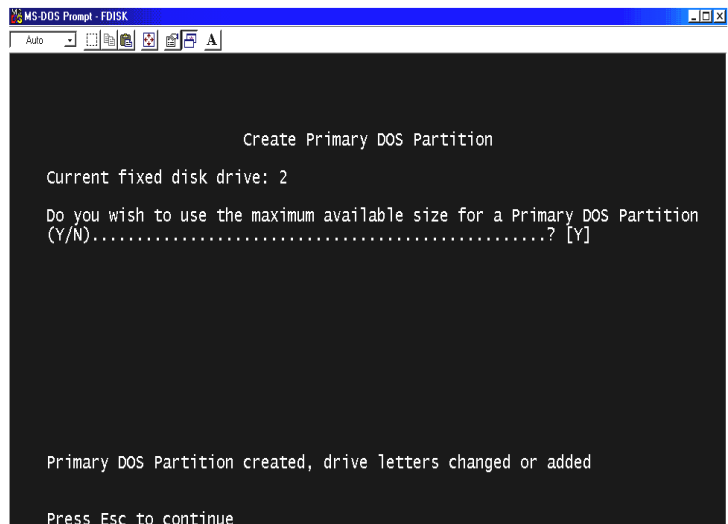 MS-DOS Prompt - FDISK
Auto
A
Create Primary DOS Partition
Current fixed disk drive: 2
Do you wish to use the maximum available size for a Primary DOS Partition
(Y/N)....................................................? [Y]
Primary DOS Partition created, drive letters changed or added
Press Esc to continue